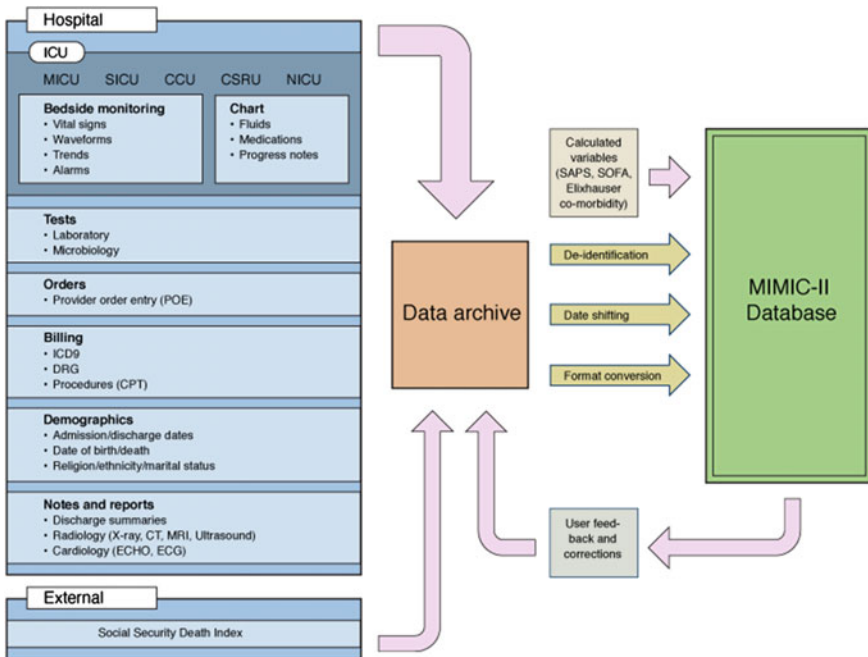 Hospital
ICU
MICU SICU CCU CSRU NICU
Bedside monitoring
• Vital signs
• Waveforms
• Trends
• Alarms
Chart
• Fluids
• Medications
• Progress notes
Tests
• Laboratory
• Microbiology
Orders
• Provider order entry (POE)
Billing
• ICD9
• DRG
• Procedures (CPT)
Demographics
• Admission/discharge dates
• Date of birth/death
• Religion/ethnicity/marital status
Notes and reports
• Discharge summaries
• Radiology (X-ray, CT, MRI, Ultrasound)
• Cardiology (ECHO, ECG)
External
Social Security Death Index
Data archive
Calculated
variables
(SAPS, SOFA,
Elixhauser
co-morbidity)
De-identification
Date shifting
Format conversion
MIMIC-II
Database
User feed-
back and
corrections